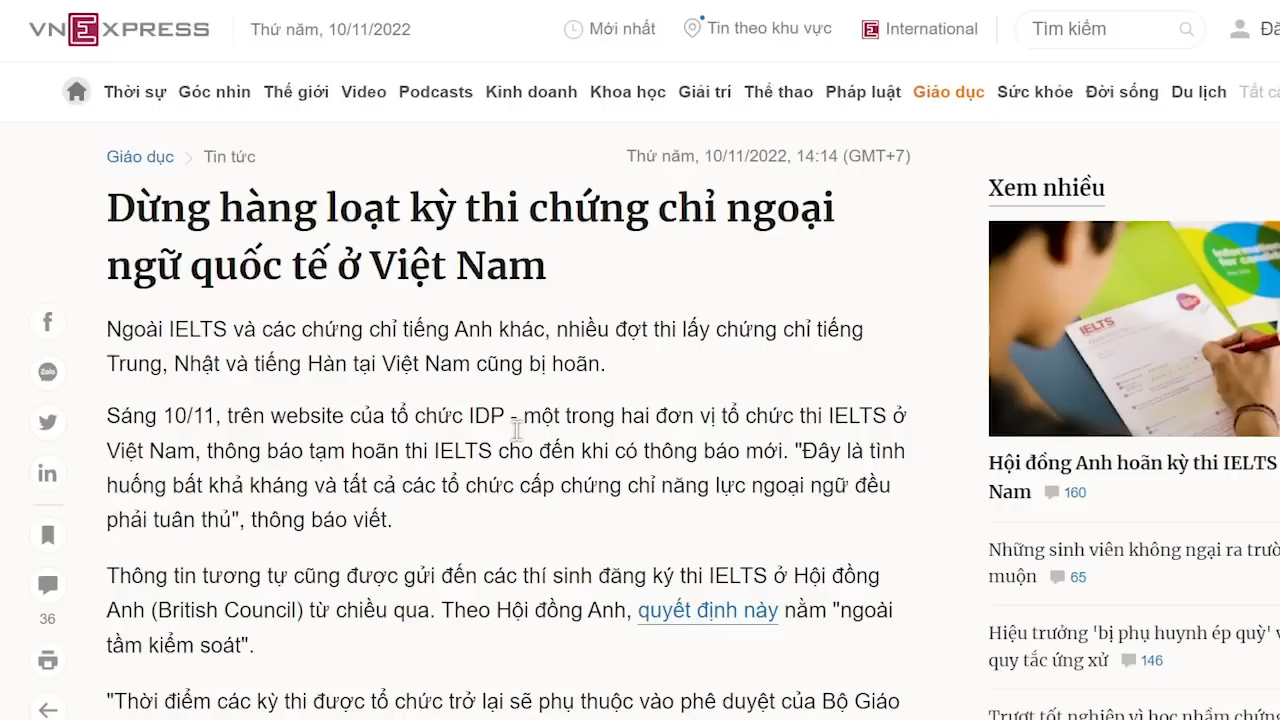 VNEXPRESS
Thứ năm, 10/11/2022
Mới nhất
Tin theo khu vực
International
Tìm kiếm
Thời sự Góc nhìn Thế giới Video Podcasts Kinh doanh Khoa học Giải trí Thể thao Pháp luật Giáo dục Sức khỏe Đời sống Du lịch Tất
Giáo dục > Tin tức
Thứ năm, 10/11/2022, 14:14 (GMT+7)
Dừng hàng loạt kỳ thi chứng chỉ ngoại
ngữ quốc tế ở Việt Nam
Ngoài IELTS và các chứng chỉ tiếng Anh khác, nhiều đợt thi lấy chứng chỉ tiếng
Trung, Nhật và tiếng Hàn tại Việt Nam cũng bị hoãn.
Sáng 10/11, trên website của tổ chức IDP - một trong hai đơn vị tổ chức thi IELTS ở
Việt Nam, thông báo tạm hoãn thi IELTS cho đến khi có thông báo mới. "Đây là tình
huống bất khả kháng và tất cả các tổ chức cấp chứng chỉ năng lực ngoại ngữ đều
phải tuân thủ", thông báo viết.
Thông tin tương tự cũng được gửi đến các thí sinh đăng ký thi IELTS ở Hội đồng
Anh (British Council) từ chiều qua. Theo Hội đồng Anh, quyết định này nằm "ngoài
tầm kiểm soát".
"Thời điểm các kỳ thi được tổ chức trở lại sẽ phụ thuộc vào phê duyệt của Bộ Giáo
Zalo
36
Xem nhiều
IELTS
Hội đồng Anh hoãn kỳ thi IELTS
Nam 160
Những sinh viên không ngại ra trườ
muộn 65
Hiệu trưởng 'bị phụ huynh ép quỳ' v
quy tắc ứng xử 146
Trượt tốt nghiệp vì học nhầm chứng